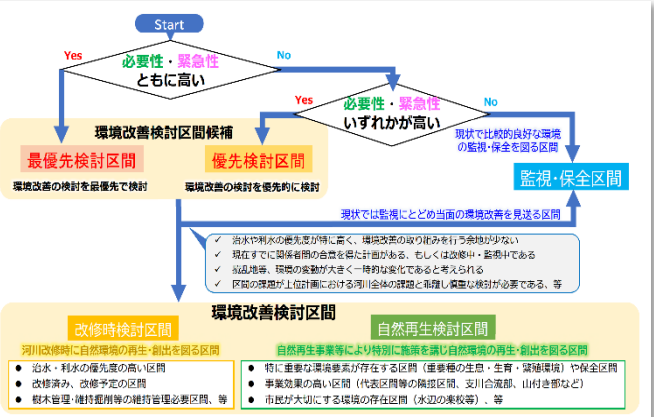 Start
必要性・緊急性
ともに高い
Yes
No
必要性・緊急性
いずれかが高い
Yes
No
環境改善検討区間候補
最優先検討区間
環境改善の検討を最優先で検討
優先検討区間
環境改善の検討を優先的に検討
現状で比較的良好な環境
の監視・保全を図る区間
監視・保全区間
現状では監視にとどめ当面の環境改善を見送る区間
✓ 治水や利水の優先度が特に高く、環境改善の取り組みを行う余地が少ない
✓ 現在すでに関係者間の合意を得た計画がある、もしくは改修中・監視中である
✓ 氾乱地等、環境の変動が大きく一時的な変化であると考えられる
✓ 区間の課題が上位計画における河川全体の課題と乖離し慎重な検討が必要である、等
環境改善検討区間
改修時検討区間
河川改修時に自然環境の再生・創出を図る区間
● 治水・利水の優先度の高い区間
● 改修済み、改修予定の区間
● 樹木管理・維持掘削等の維持管理必要区間、等
自然再生検討区間
自然再生事業等により特別に施策を講じ自然環境の再生・創出を図る区間
● 特に重要な環境要素が存在する区間（重要種の生息・生育・繁殖環境）や保全区間
● 事業効果の高い区間（代表区間等の隣接区間、支川合流部、山付き部など）
● 市民が大切にする環境の存在区間（水辺の楽校等）、等